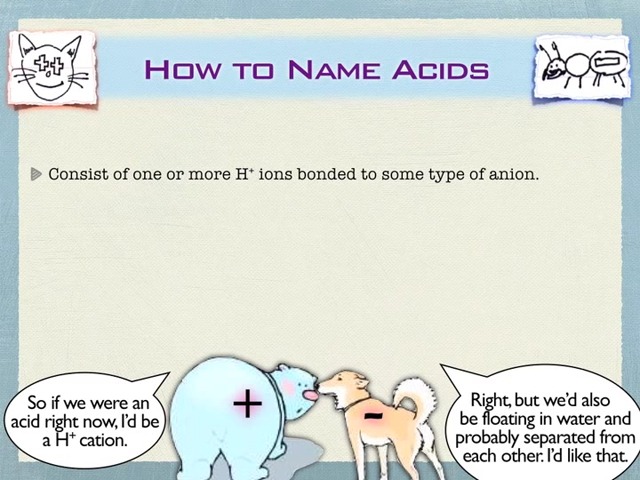 How to Name Acids
Consist of one or more H⁺ ions bonded to some type of anion.
So if we were an
acid right now, I'd be
a H⁺ cation.
+
-
Right, but we'd also
be floating in water and
probably separated from
each other. I'd like that.